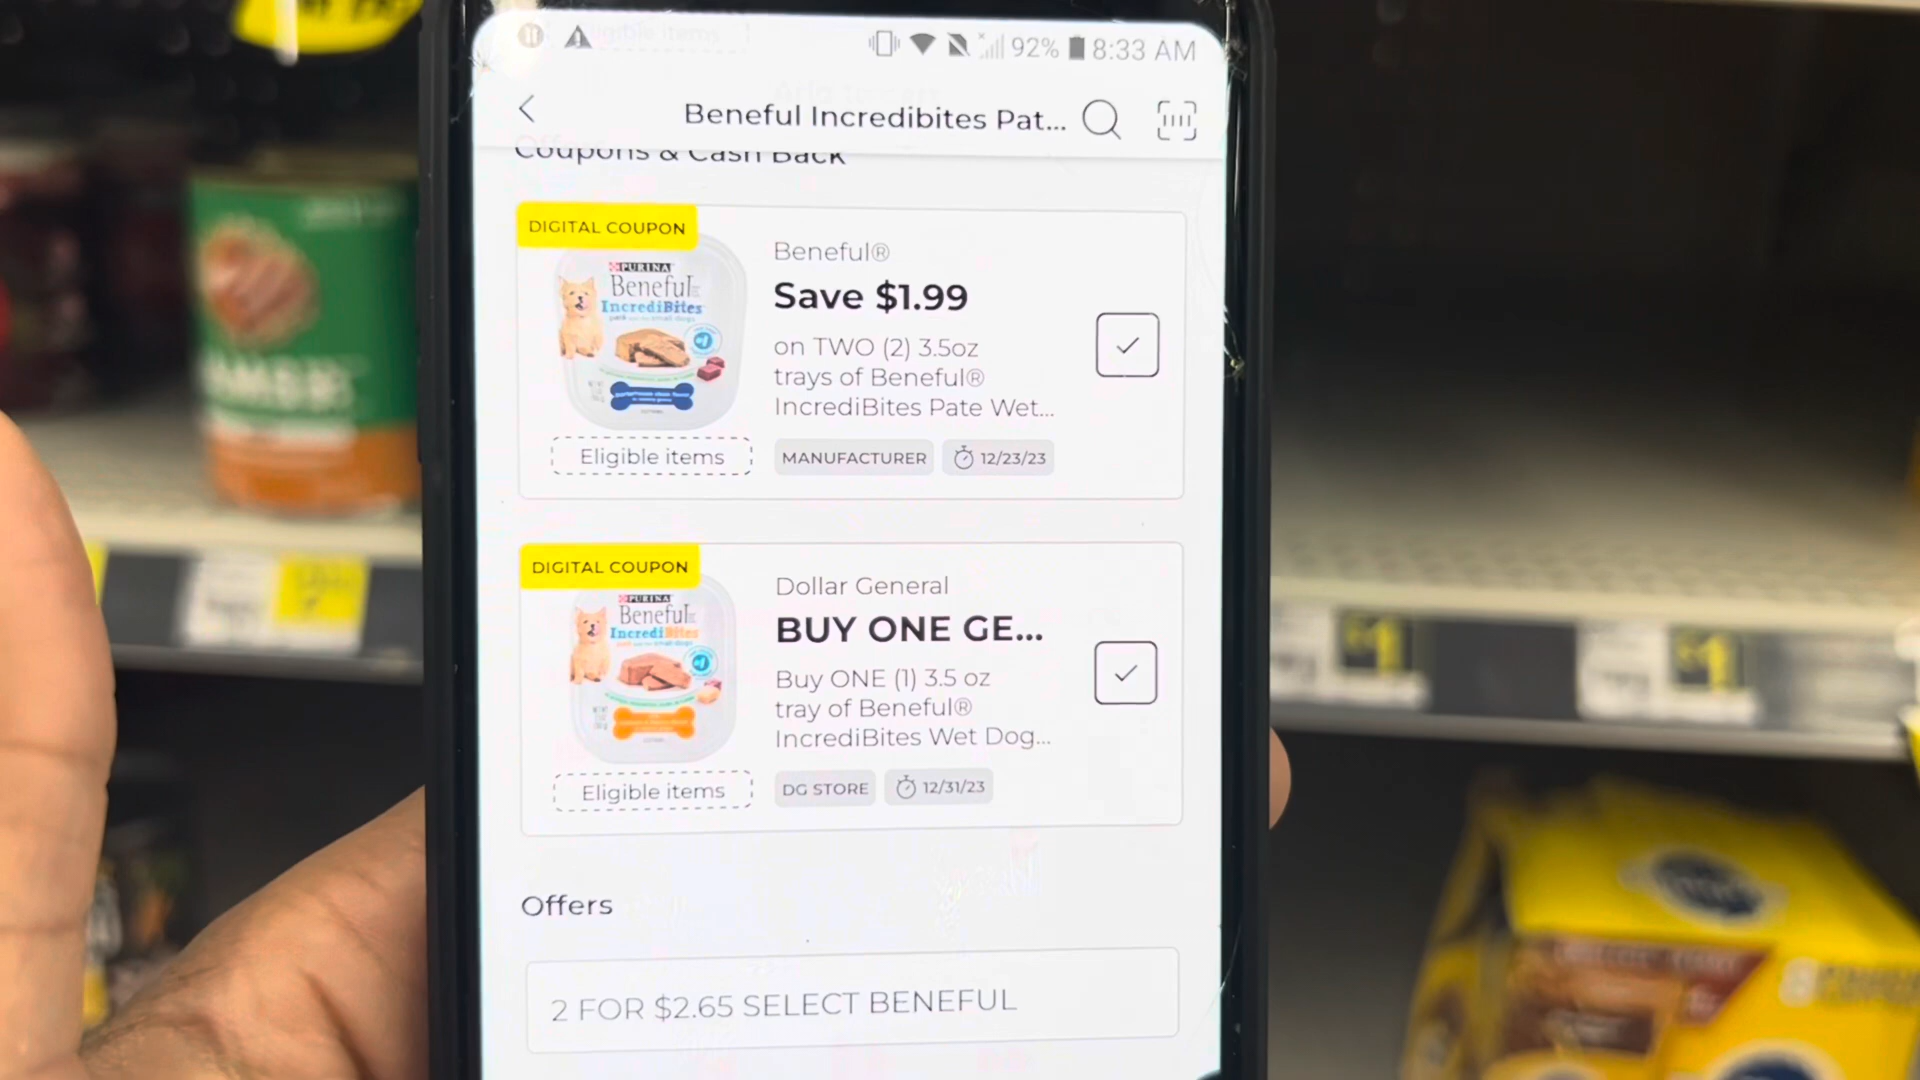 92% 8:33 AM
Beneful Incredibites Pat...
Coupons & Cash Back
DIGITAL COUPON
PURINA
Beneful
IncrediBites
Beneful®
Save $1.99
on TWO (2) 3.5oz
trays of Beneful®
IncrediBites Pate Wet...
Eligible items
MANUFACTURER
12/23/23
DIGITAL COUPON
PURINA
Beneful
IncrediBites
Dollar General
BUY ONE GE...
Buy ONE (1) 3.5 oz
tray of Beneful®
IncrediBites Wet Dog...
Eligible items
DG STORE
12/31/23
Offers
2 FOR $2.65 SELECT BENEFUL